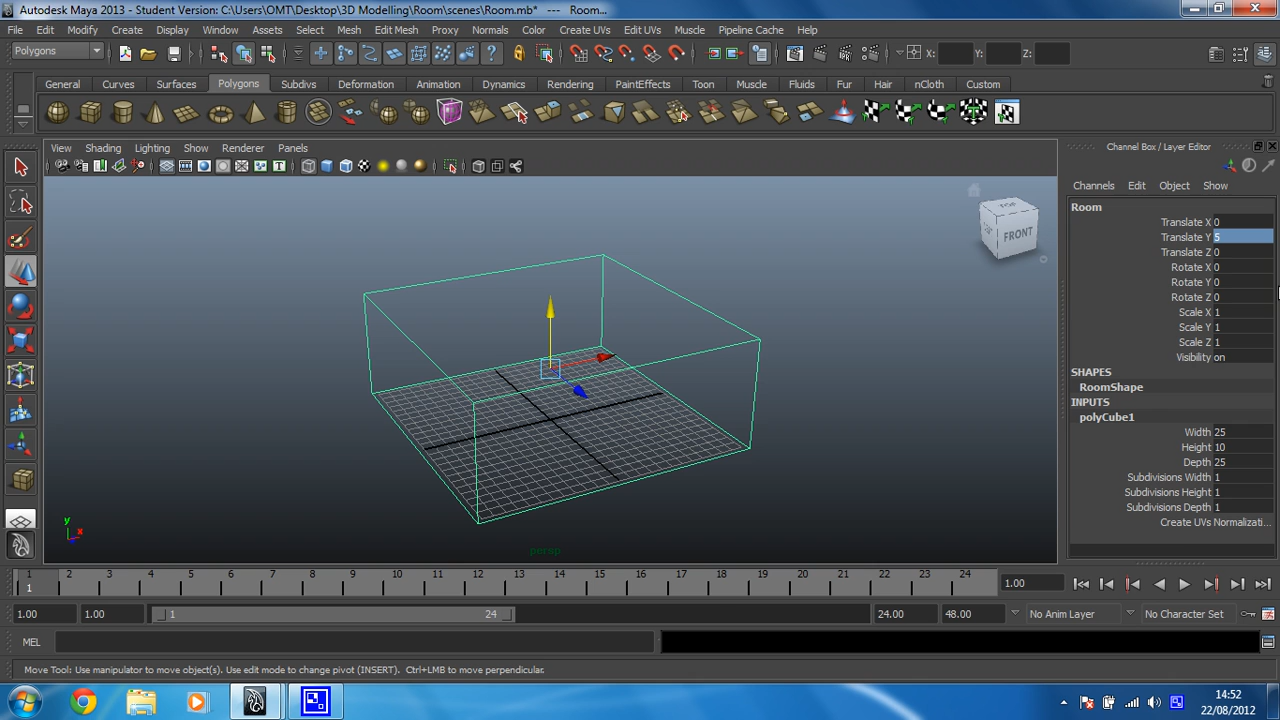 Autodesk Maya 2013 - Student Version: C:\Users\OMT\Desktop\3D Modelling\Room\scenes\Room.mb* --- Room...
File Edit Modify Create Display Window Assets Select Mesh Edit Mesh Proxy Normals Color Create UVs Edit UVs Muscle Pipeline Cache Help
Polygons X: Y: Z:
General Curves Surfaces Polygons Subdivs Deformation Animation Dynamics Rendering PaintEffects Toon Muscle Fluids Fur Hair nCloth Custom
View Shading Lighting Show Renderer Panels
Channel Box / Layer Editor
Channels Edit Object Show
Room
Translate X 0
Translate Y 5
Translate Z 0
Rotate X 0
Rotate Y 0
Rotate Z 0
Scale X 1
Scale Y 1
Scale Z 1
Visibility on
SHAPES
RoomShape
INPUTS
polyCube1
Width 25
Height 10
Depth 25
Subdivisions Width 1
Subdivisions Height 1
Subdivisions Depth 1
Create UVs Normalizati...
TOP
FRONT
y
x
persp
1 2 3 4 5 6 7 8 9 10 11 12 13 14 15 16 17 18 19 20 21 22 23 24
1 1.00
1.00 1.00 1 24 24.00 48.00 No Anim Layer No Character Set
MEL
Move Tool: Use manipulator to move object(s). Use edit mode to change pivot (INSERT). Ctrl+LMB to move perpendicular.
14:52
22/08/2012